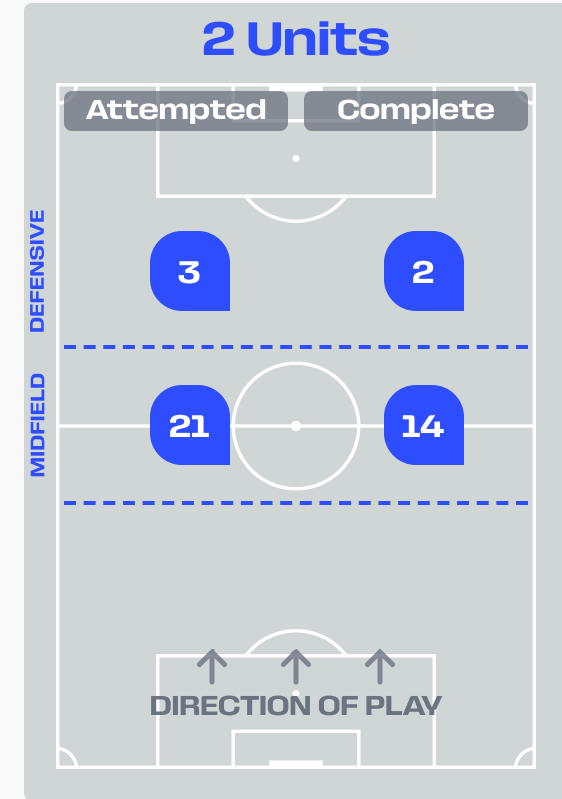 2 Units
Attempted Complete
DEFENSIVE
3 2
MIDFIELD
21 14
DIRECTION OF PLAY